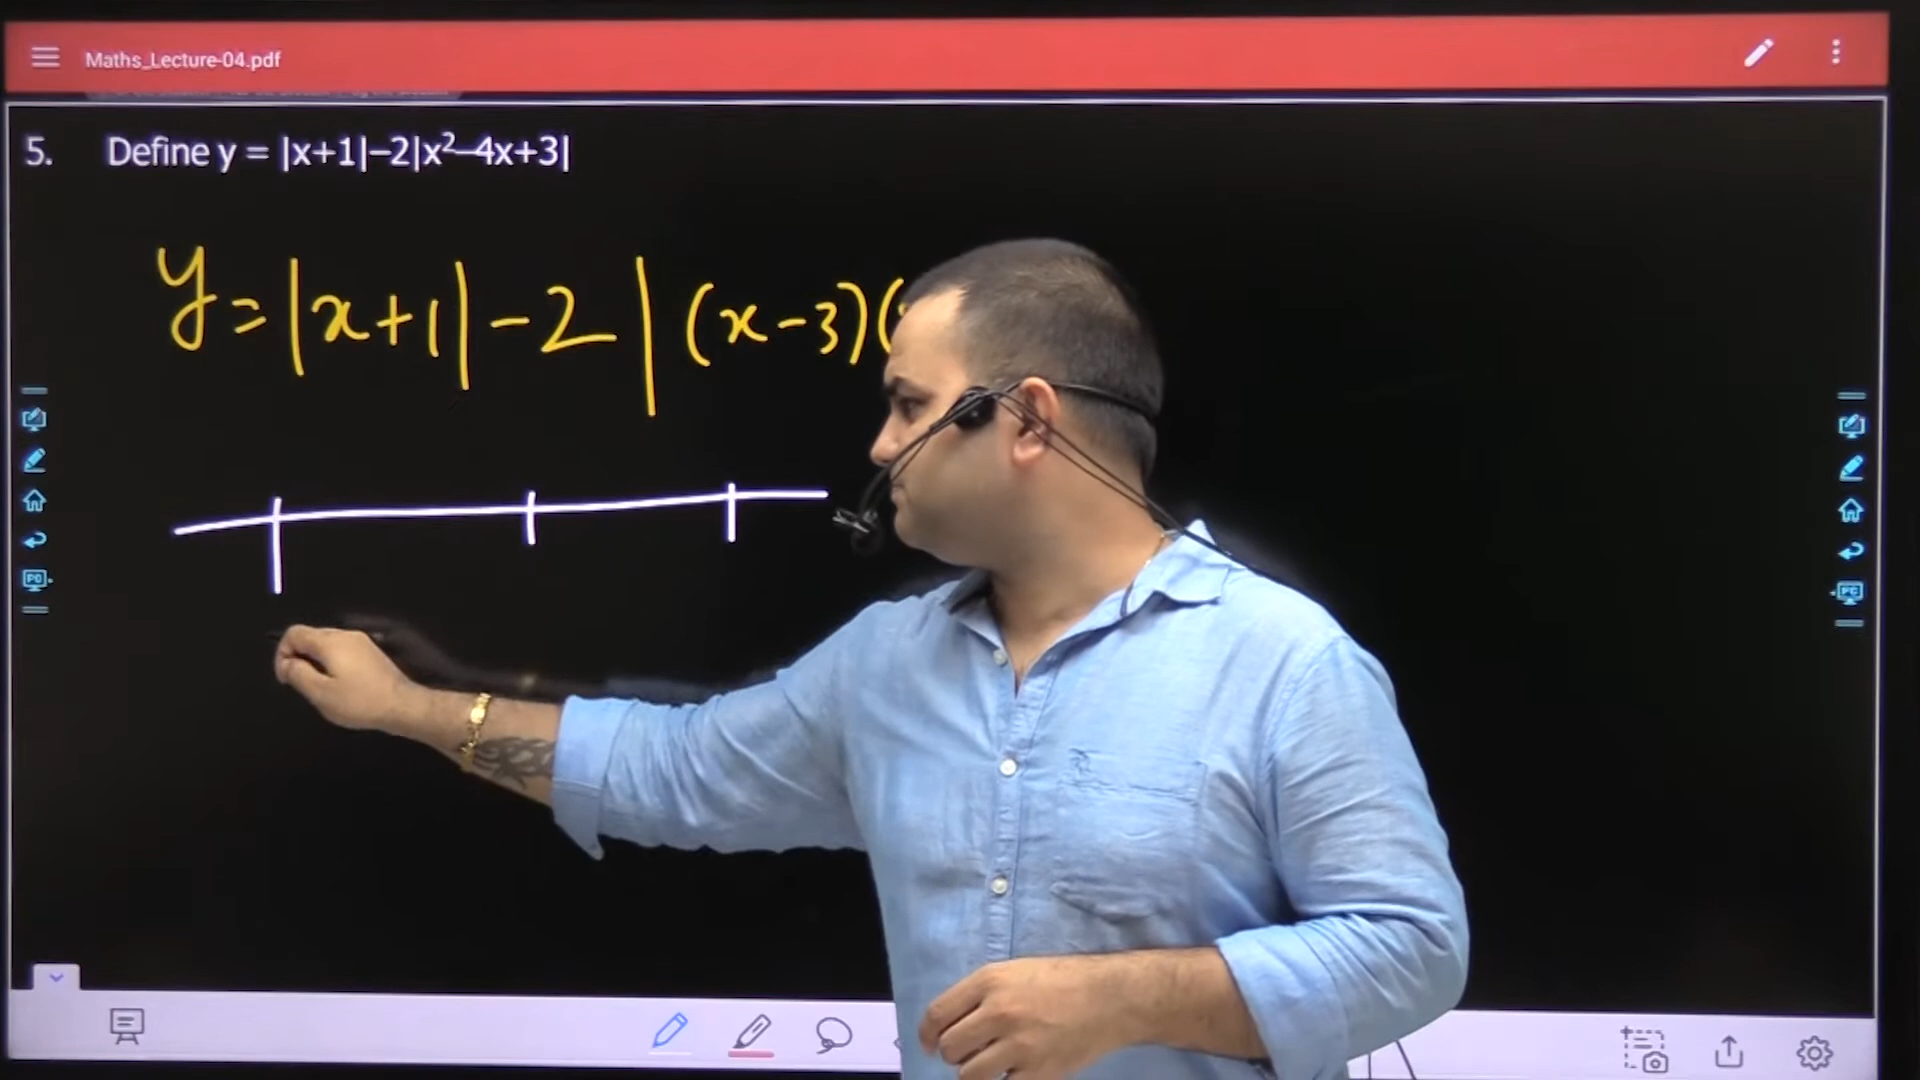 Maths_Lecture-04.pdf
5. Define y = |x+1|–2|x²–4x+3|
y = |x+1| - 2 | (x-3)(